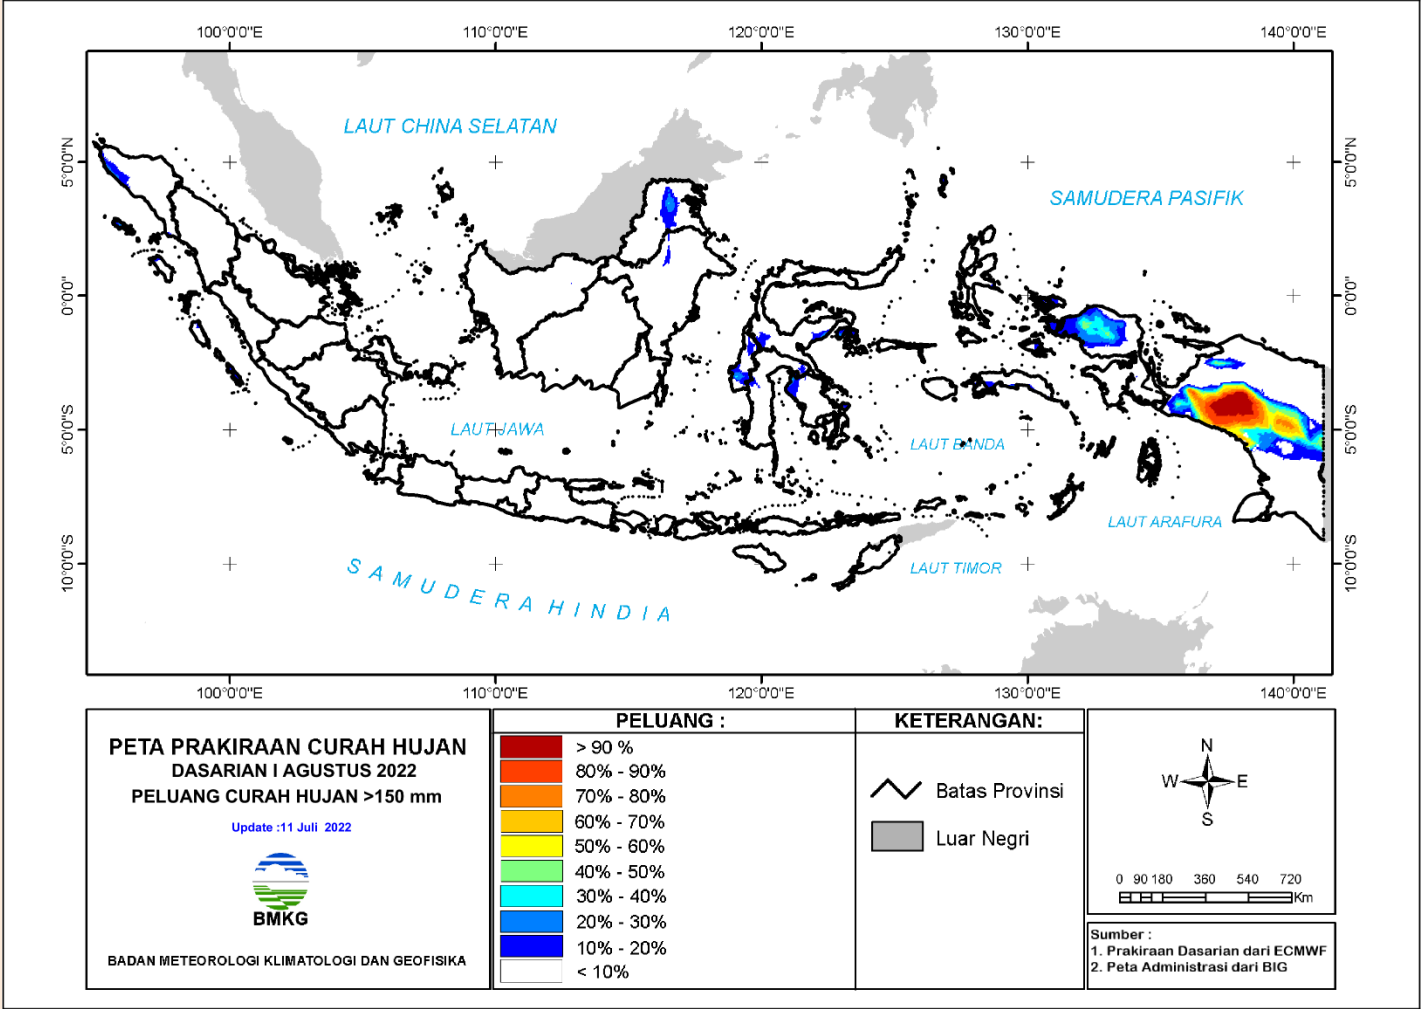 100°0'0"E 110°0'0"E 120°0'0"E 130°0'0"E 140°0'0"E
5°0'0"N
0°0'0"
5°0'0"S
10°0'0"S
LAUT CHINA SELATAN
SAMUDERA PASIFIK
LAUT JAWA
LAUT BANDA
LAUT ARAFURA
LAUT TIMOR
SAMUDERA HINDIA
5°0'0"N
0°0'0"
5°0'0"S
10°0'0"S
100°0'0"E 110°0'0"E 120°0'0"E 130°0'0"E 140°0'0"E
PETA PRAKIRAAN CURAH HUJAN
DASARIAN I AGUSTUS 2022
PELUANG CURAH HUJAN >150 mm
Update :11 Juli 2022
BMKG
BADAN METEOROLOGI KLIMATOLOGI DAN GEOFISIKA
PELUANG :
> 90 %
80% - 90%
70% - 80%
60% - 70%
50% - 60%
40% - 50%
30% - 40%
20% - 30%
10% - 20%
< 10%
KETERANGAN:
Batas Provinsi
Luar Negri
N
W E
S
0 90 180 360 540 720
Km
Sumber :
1. Prakiraan Dasarian dari ECMWF
2. Peta Administrasi dari BIG